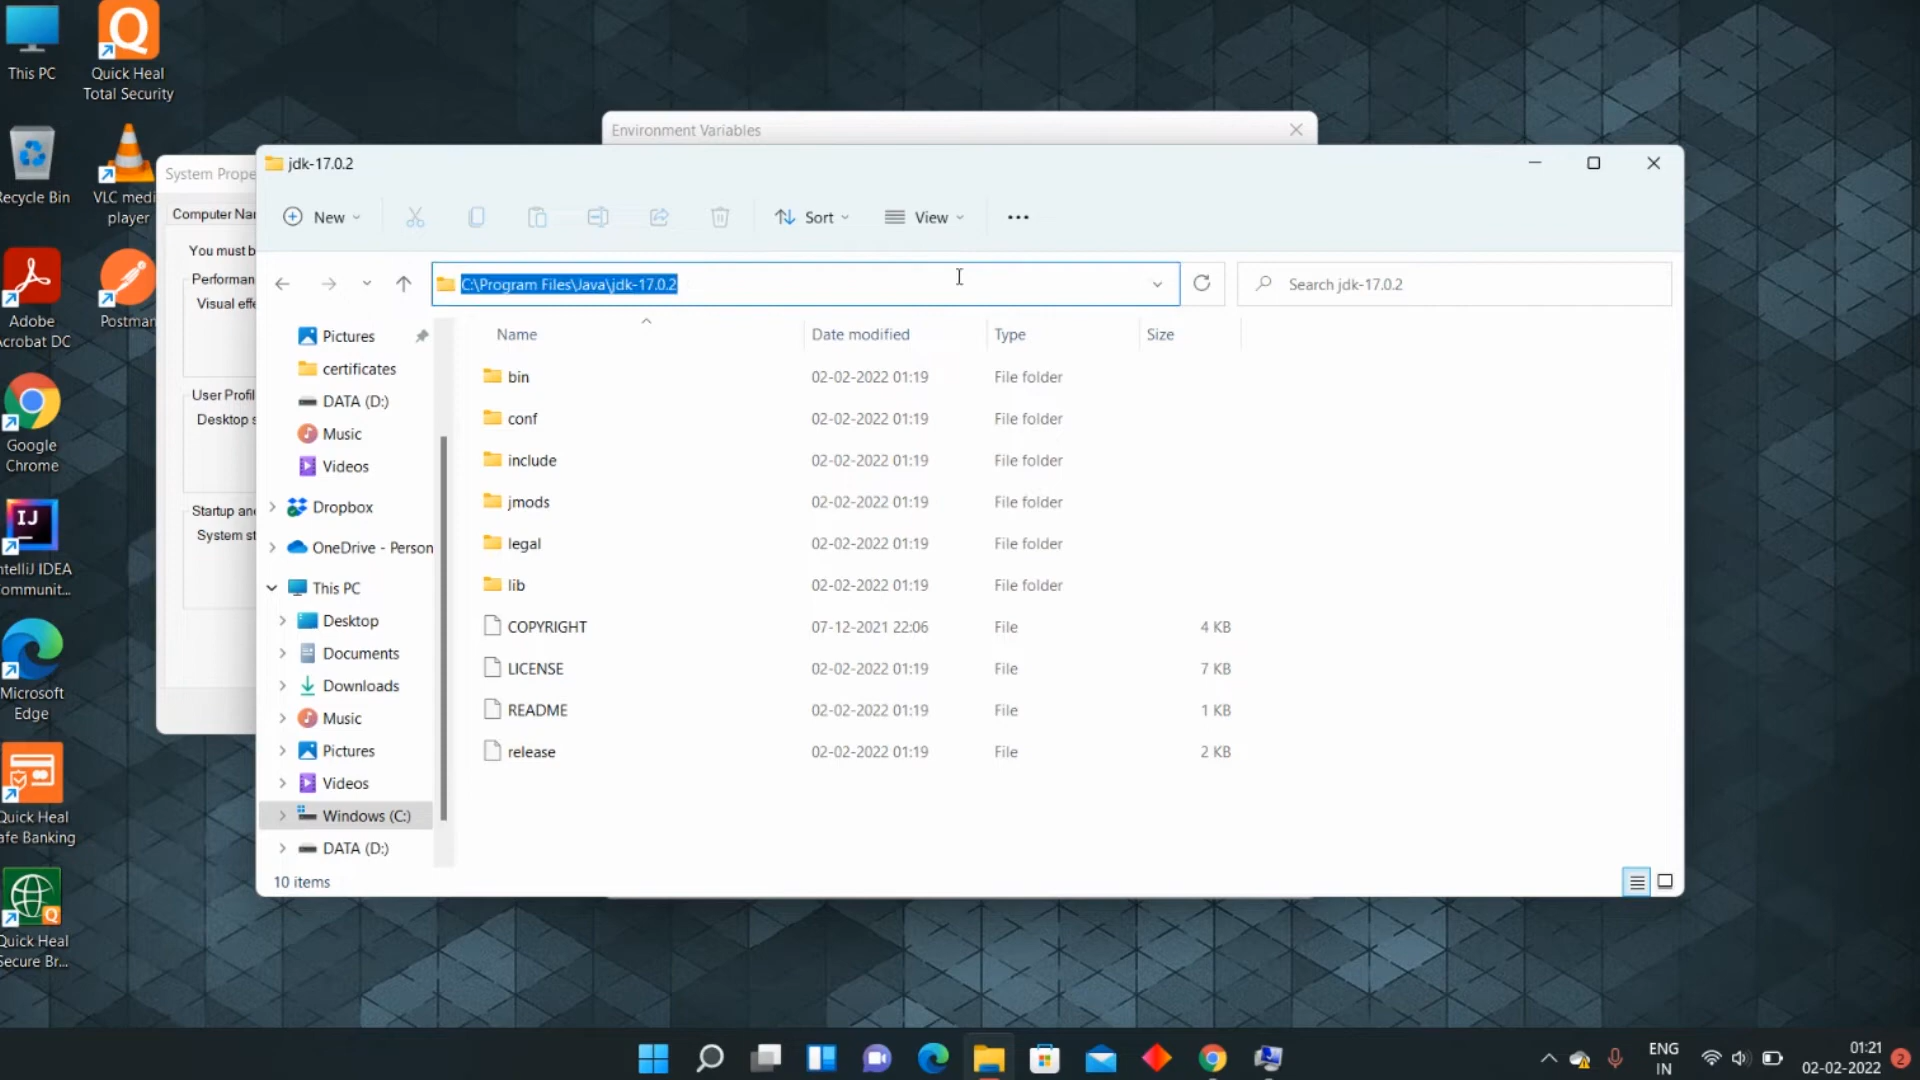 This PC
Quick Heal
Total Security
ecycle Bin
VLC medi
player
Adobe
Acrobat DC
Postman
Google
Chrome
IJ
ntelliJ IDEA
ommunit...
Microsoft
Edge
Quick Heal
afe Banking
Quick Heal
Secure Br...
Environment Variables
System Prope
Computer Na
You must b
Performan
Visual effe
User Profil
Desktop s
Startup an
System st
jdk-17.0.2
New
Sort
View
C:\Program Files\Java\jdk-17.0.2
Search jdk-17.0.2
Pictures
certificates
DATA (D:)
Music
Videos
Dropbox
OneDrive - Person
This PC
Desktop
Documents
Downloads
Music
Pictures
Videos
Windows (C:)
DATA (D:)
Name Date modified Type Size
bin 02-02-2022 01:19 File folder
conf 02-02-2022 01:19 File folder
include 02-02-2022 01:19 File folder
jmods 02-02-2022 01:19 File folder
legal 02-02-2022 01:19 File folder
lib 02-02-2022 01:19 File folder
COPYRIGHT 07-12-2021 22:06 File 4 KB
LICENSE 02-02-2022 01:19 File 7 KB
README 02-02-2022 01:19 File 1 KB
release 02-02-2022 01:19 File 2 KB
10 items
ENG
IN
01:21
02-02-2022
2